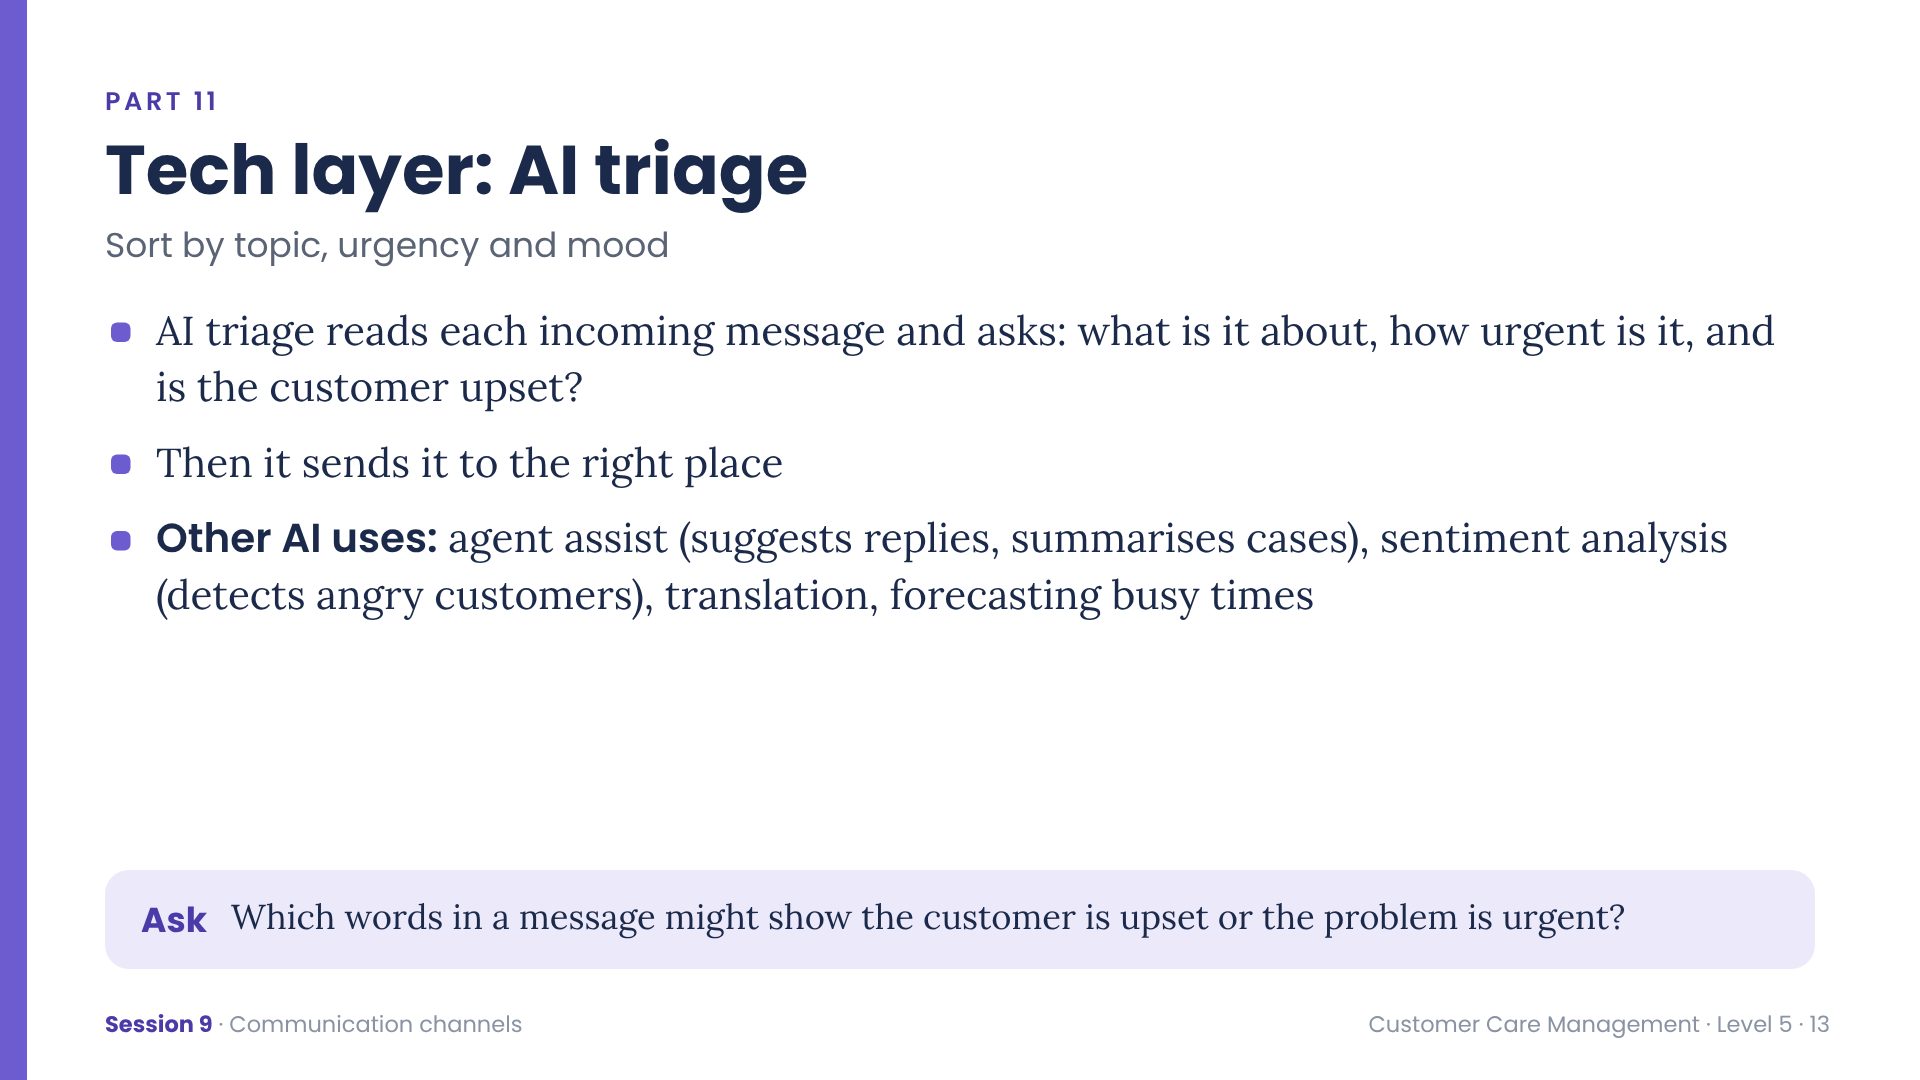 PART 11
Tech layer: AI triage
Sort by topic, urgency and mood
AI triage reads each incoming message and asks: what is it about, how urgent is it, and
is the customer upset?
Then it sends it to the right place
Other AI uses: agent assist (suggests replies, summarises cases), sentiment analysis
(detects angry customers), translation, forecasting busy times
Ask Which words in a message might show the customer is upset or the problem is urgent?
Session 9 · Communication channels
Customer Care Management · Level 5 · 13